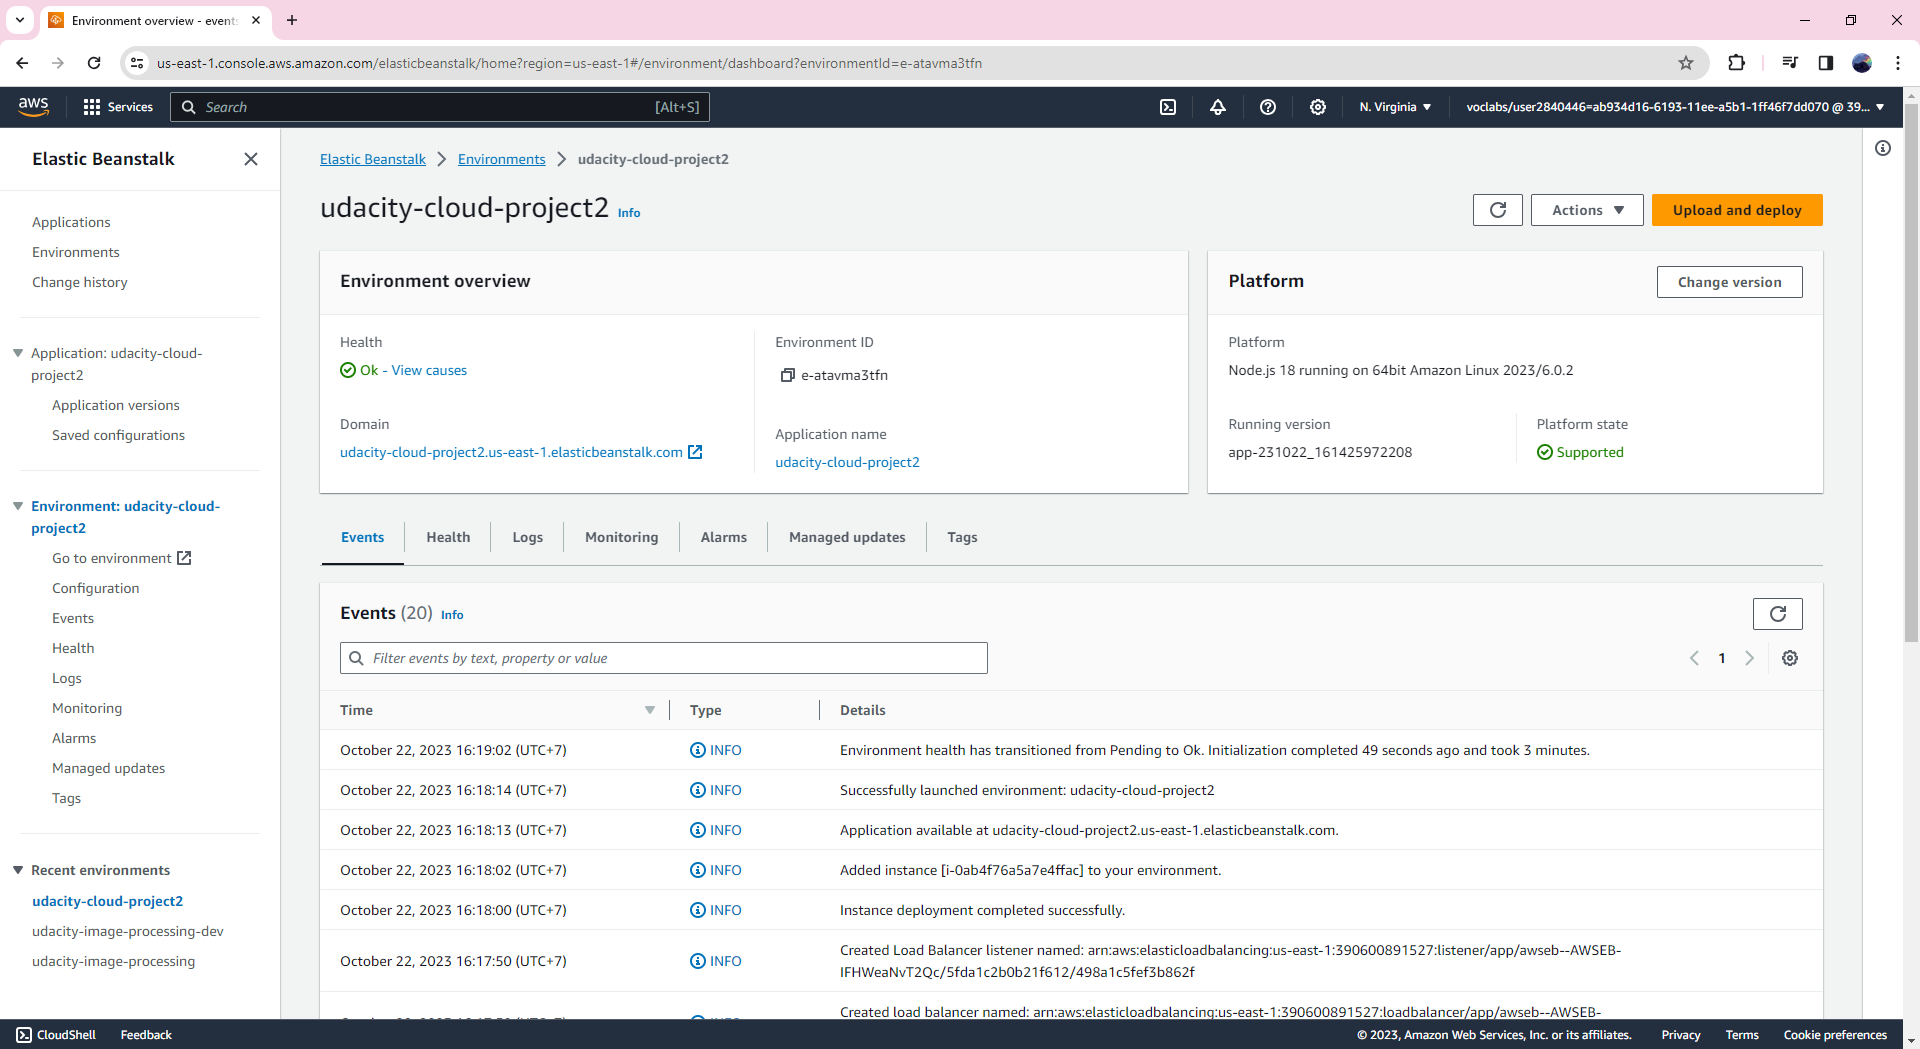 Environment overview - events
us-east-1.console.aws.amazon.com/elasticbeanstalk/home?region=us-east-1#/environment/dashboard?environmentId=e-atavma3tfn
aws
Services
Search
[Alt+S]
N. Virginia
voclabs/user2840446=ab934d16-6193-11ee-a5b1-1ff46f7dd070 @ 39...
Elastic Beanstalk
Applications
Environments
Change history
Application: udacity-cloud-
project2
Application versions
Saved configurations
Environment: udacity-cloud-
project2
Go to environment
Configuration
Events
Health
Logs
Monitoring
Alarms
Managed updates
Tags
Recent environments
udacity-cloud-project2
udacity-image-processing-dev
udacity-image-processing
Elastic Beanstalk
Environments
udacity-cloud-project2
udacity-cloud-project2 Info
Actions
Upload and deploy
Environment overview
Health
Ok - View causes
Domain
udacity-cloud-project2.us-east-1.elasticbeanstalk.com
Environment ID
e-atavma3tfn
Application name
udacity-cloud-project2
Platform
Change version
Platform
Node.js 18 running on 64bit Amazon Linux 2023/6.0.2
Running version
app-231022_161425972208
Platform state
Supported
Events
Health
Logs
Monitoring
Alarms
Managed updates
Tags
Events (20) Info
Filter events by text, property or value
1
Time
Type
Details
October 22, 2023 16:19:02 (UTC+7) INFO Environment health has transitioned from Pending to Ok. Initialization completed 49 seconds ago and took 3 minutes.
October 22, 2023 16:18:14 (UTC+7) INFO Successfully launched environment: udacity-cloud-project2
October 22, 2023 16:18:13 (UTC+7) INFO Application available at udacity-cloud-project2.us-east-1.elasticbeanstalk.com.
October 22, 2023 16:18:02 (UTC+7) INFO Added instance [i-0ab4f76a5a7e4ffac] to your environment.
October 22, 2023 16:18:00 (UTC+7) INFO Instance deployment completed successfully.
October 22, 2023 16:17:50 (UTC+7) INFO Created Load Balancer listener named: arn:aws:elasticloadbalancing:us-east-1:390600891527:listener/app/awseb--AWSEB-
IFHWeaNvT2Qc/5fda1c2b0b21f612/498a1c5fef3b862f
Created load balancer named: arn:aws:elasticloadbalancing:us-east-1:390600891527:loadbalancer/app/awseb--AWSEB-
CloudShell
Feedback
© 2023, Amazon Web Services, Inc. or its affiliates.
Privacy
Terms
Cookie preferences